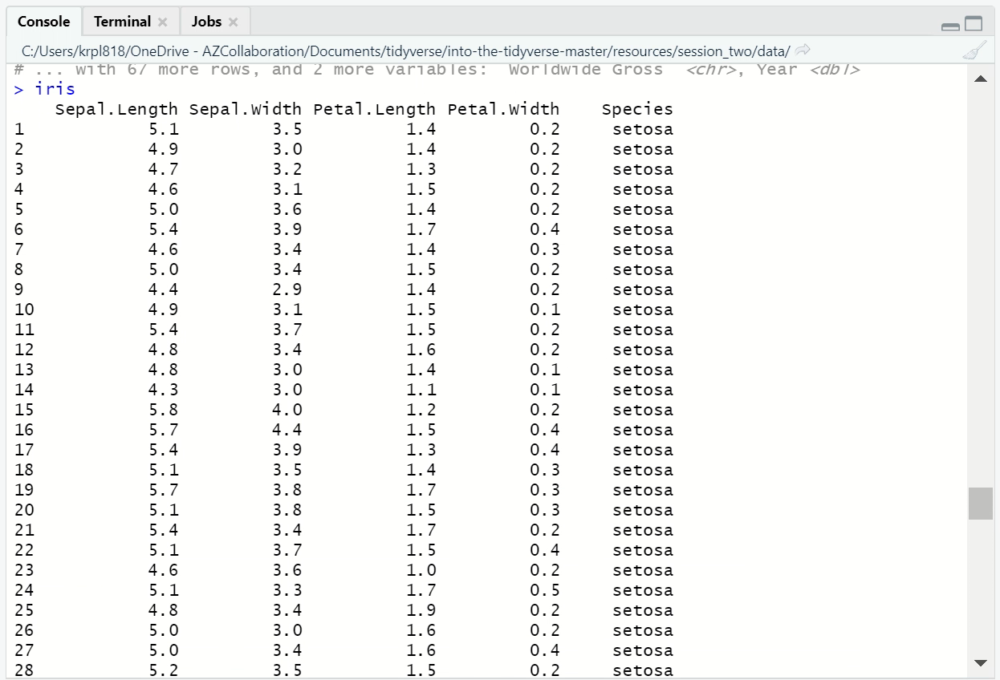 Console Terminal Jobs
C:/Users/krpl818/OneDrive - AZCollaboration/Documents/tidyverse/into-the-tidyverse-master/resources/session_two/data/
# ... with 67 more rows, and 2 more variables: Worldwide Gross <chr>, Year <dbl>
> iris
Sepal.Length Sepal.Width Petal.Length Petal.Width Species
1 5.1 3.5 1.4 0.2 setosa
2 4.9 3.0 1.4 0.2 setosa
3 4.7 3.2 1.3 0.2 setosa
4 4.6 3.1 1.5 0.2 setosa
5 5.0 3.6 1.4 0.2 setosa
6 5.4 3.9 1.7 0.4 setosa
7 4.6 3.4 1.4 0.3 setosa
8 5.0 3.4 1.5 0.2 setosa
9 4.4 2.9 1.4 0.2 setosa
10 4.9 3.1 1.5 0.1 setosa
11 5.4 3.7 1.5 0.2 setosa
12 4.8 3.4 1.6 0.2 setosa
13 4.8 3.0 1.4 0.1 setosa
14 4.3 3.0 1.1 0.1 setosa
15 5.8 4.0 1.2 0.2 setosa
16 5.7 4.4 1.5 0.4 setosa
17 5.4 3.9 1.3 0.4 setosa
18 5.1 3.5 1.4 0.3 setosa
19 5.7 3.8 1.7 0.3 setosa
20 5.1 3.8 1.5 0.3 setosa
21 5.4 3.4 1.7 0.2 setosa
22 5.1 3.7 1.5 0.4 setosa
23 4.6 3.6 1.0 0.2 setosa
24 5.1 3.3 1.7 0.5 setosa
25 4.8 3.4 1.9 0.2 setosa
26 5.0 3.0 1.6 0.2 setosa
27 5.0 3.4 1.6 0.4 setosa
28 5.2 3.5 1.5 0.2 setosa